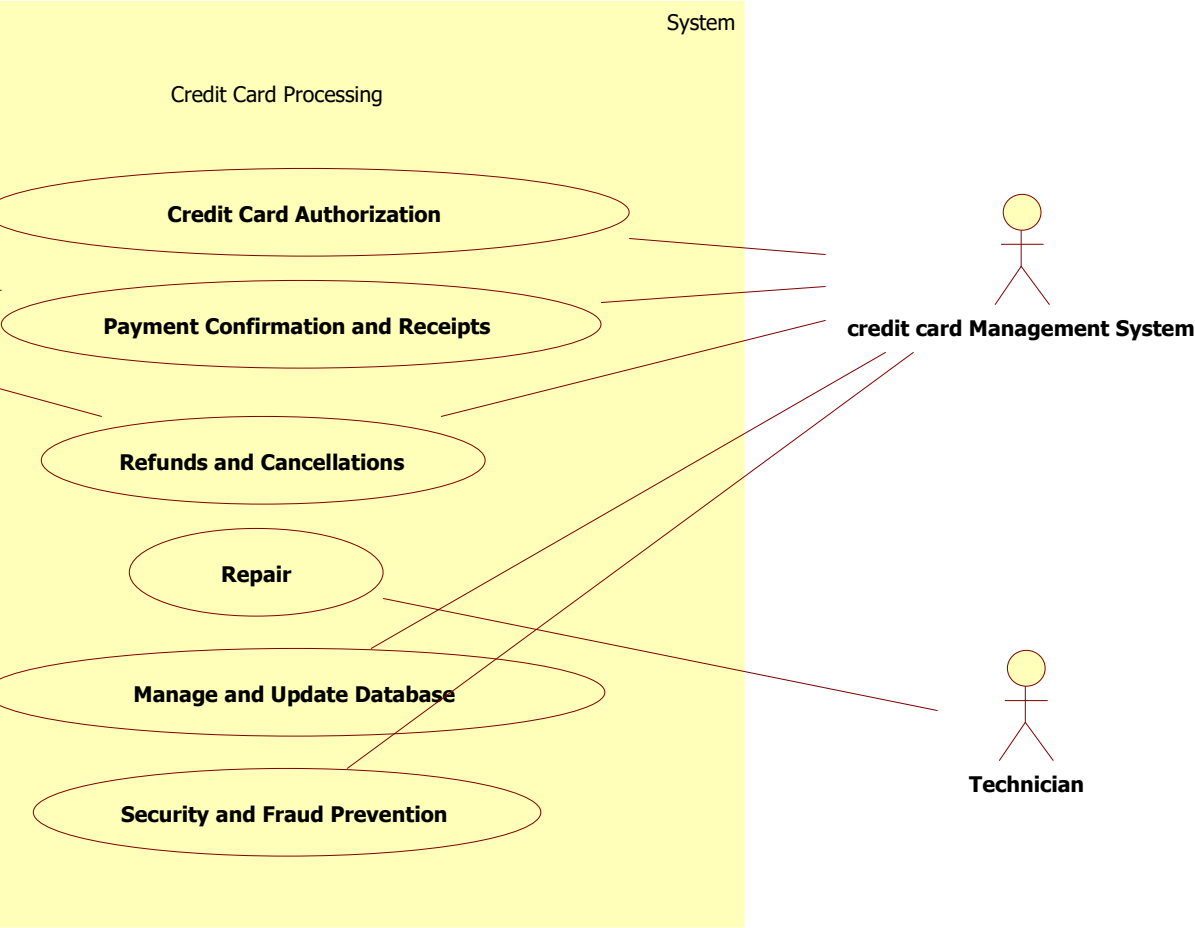 System
Credit Card Processing
Credit Card Authorization
Payment Confirmation and Receipts
credit card Management System
Refunds and Cancellations
Repair
Manage and Update Database
Technician
Security and Fraud Prevention